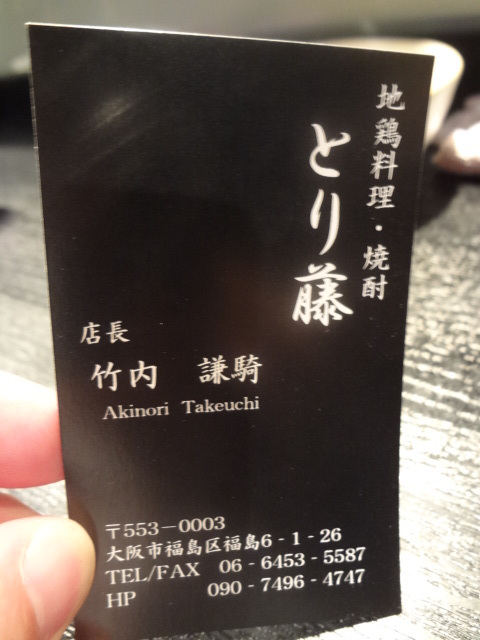 地鶏料理・焼酎
とり藤
店長
竹内 謙騎
Akinori Takeuchi
〒553-0003
大阪市福島区福島6-1-26
TEL/FAX 06-6453-5587
HP 090-7496-4747